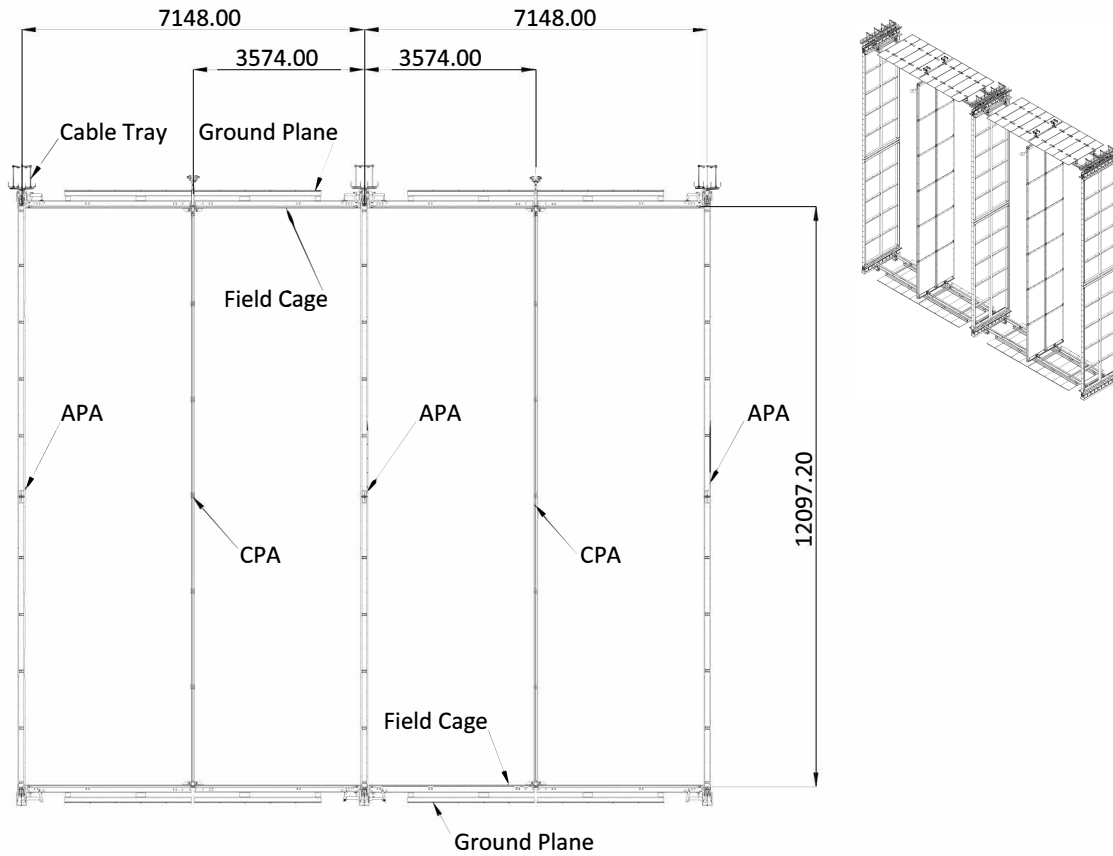 7148.00
7148.00
3574.00
3574.00
Cable Tray
Ground Plane
Field Cage
APA
APA
APA
12097.20
CPA
CPA
Field Cage
Ground Plane